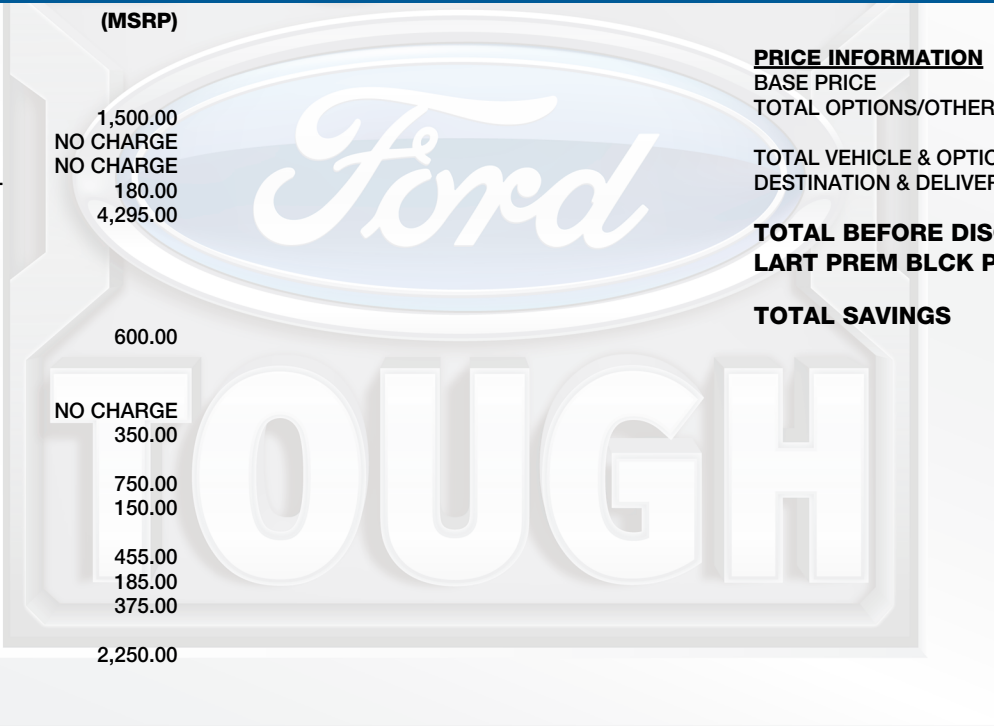 (MSRP)
1,500.00
NO CHARGE
NO CHARGE
180.00
4,295.00
600.00
NO CHARGE
350.00
750.00
150.00
455.00
185.00
375.00
2,250.00
Ford
TOUGH
PRICE INFORMATION
BASE PRICE
TOTAL OPTIONS/OTHER
TOTAL VEHICLE & OPTIO
DESTINATION & DELIVER
TOTAL BEFORE DISC
LART PREM BLCK P
TOTAL SAVINGS